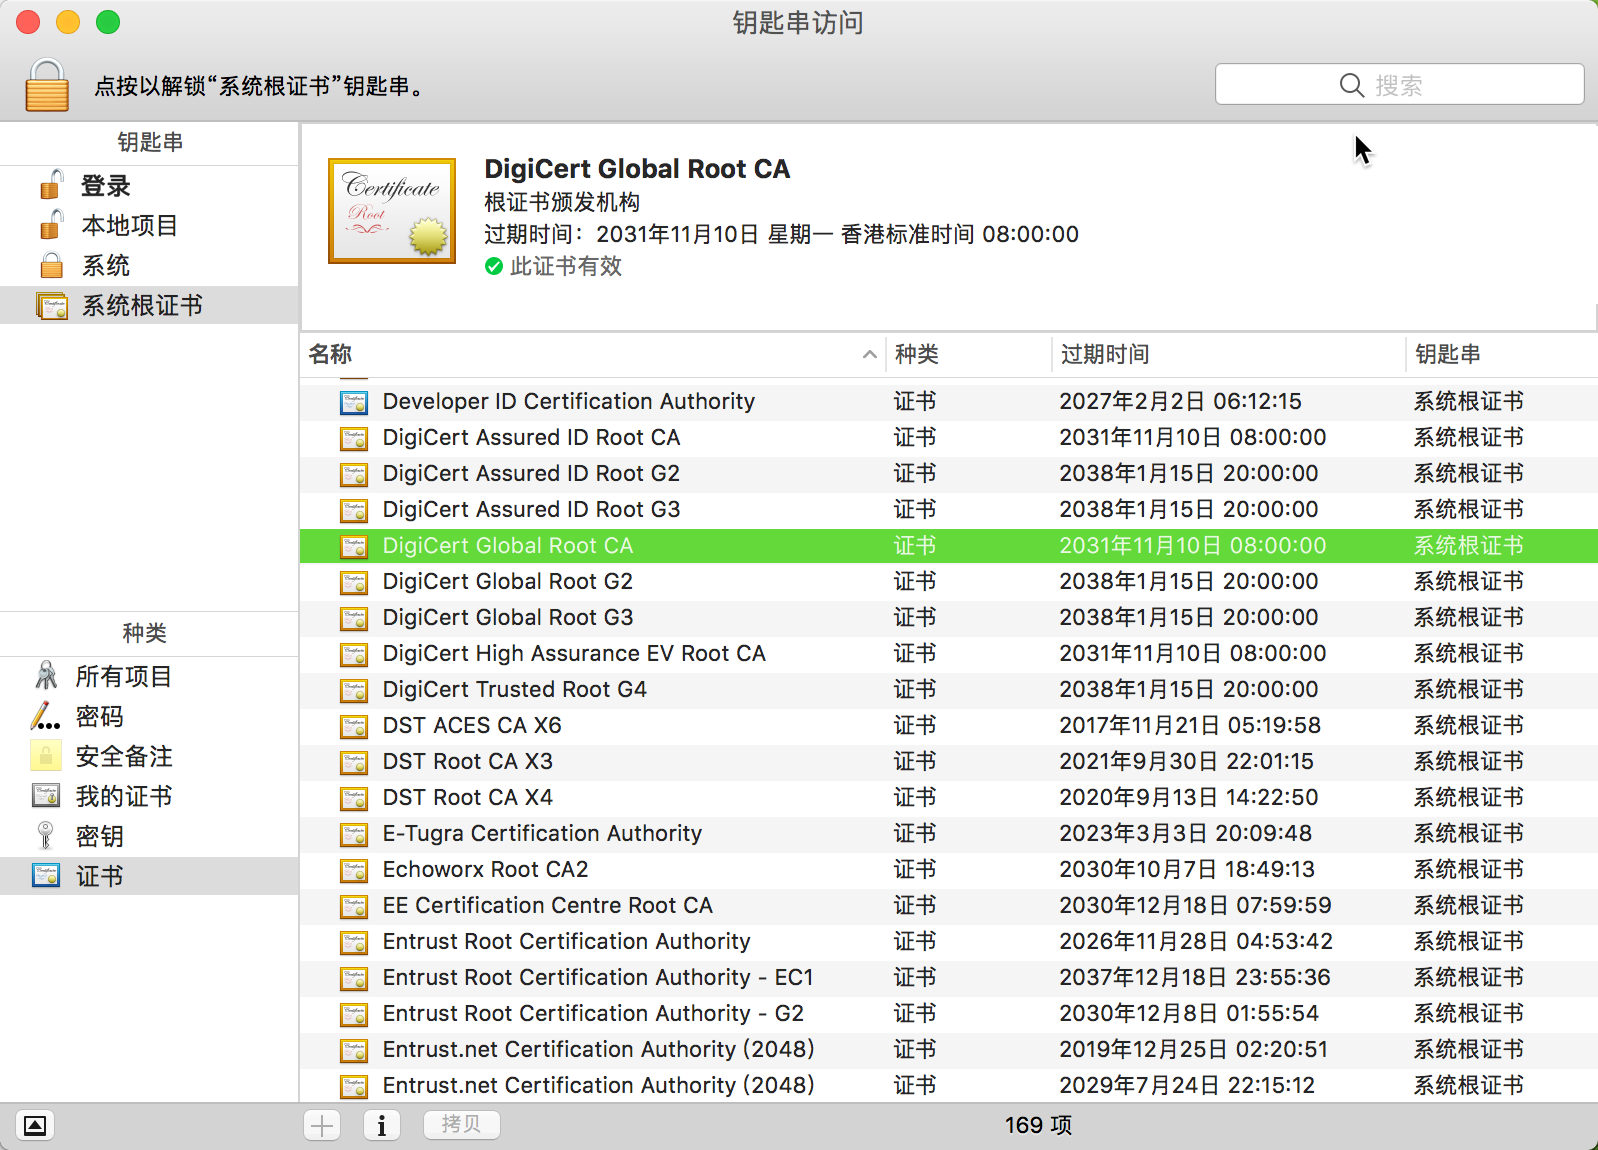 钥匙串访问
点按以解锁“系统根证书”钥匙串。
搜索
钥匙串
登录
本地项目
系统
系统根证书
种类
所有项目
密码
安全备注
我的证书
密钥
证书
Certificate
Root
DigiCert Global Root CA
根证书颁发机构
过期时间：2031年11月10日 星期一 香港标准时间 08:00:00
此证书有效
名称 种类 过期时间 钥匙串
Developer ID Certification Authority 证书 2027年2月2日 06:12:15 系统根证书
DigiCert Assured ID Root CA 证书 2031年11月10日 08:00:00 系统根证书
DigiCert Assured ID Root G2 证书 2038年1月15日 20:00:00 系统根证书
DigiCert Assured ID Root G3 证书 2038年1月15日 20:00:00 系统根证书
DigiCert Global Root CA 证书 2031年11月10日 08:00:00 系统根证书
DigiCert Global Root G2 证书 2038年1月15日 20:00:00 系统根证书
DigiCert Global Root G3 证书 2038年1月15日 20:00:00 系统根证书
DigiCert High Assurance EV Root CA 证书 2031年11月10日 08:00:00 系统根证书
DigiCert Trusted Root G4 证书 2038年1月15日 20:00:00 系统根证书
DST ACES CA X6 证书 2017年11月21日 05:19:58 系统根证书
DST Root CA X3 证书 2021年9月30日 22:01:15 系统根证书
DST Root CA X4 证书 2020年9月13日 14:22:50 系统根证书
E-Tugra Certification Authority 证书 2023年3月3日 20:09:48 系统根证书
Echoworx Root CA2 证书 2030年10月7日 18:49:13 系统根证书
EE Certification Centre Root CA 证书 2030年12月18日 07:59:59 系统根证书
Entrust Root Certification Authority 证书 2026年11月28日 04:53:42 系统根证书
Entrust Root Certification Authority - EC1 证书 2037年12月18日 23:55:36 系统根证书
Entrust Root Certification Authority - G2 证书 2030年12月8日 01:55:54 系统根证书
Entrust.net Certification Authority (2048) 证书 2019年12月25日 02:20:51 系统根证书
Entrust.net Certification Authority (2048) 证书 2029年7月24日 22:15:12 系统根证书
拷贝
169 项